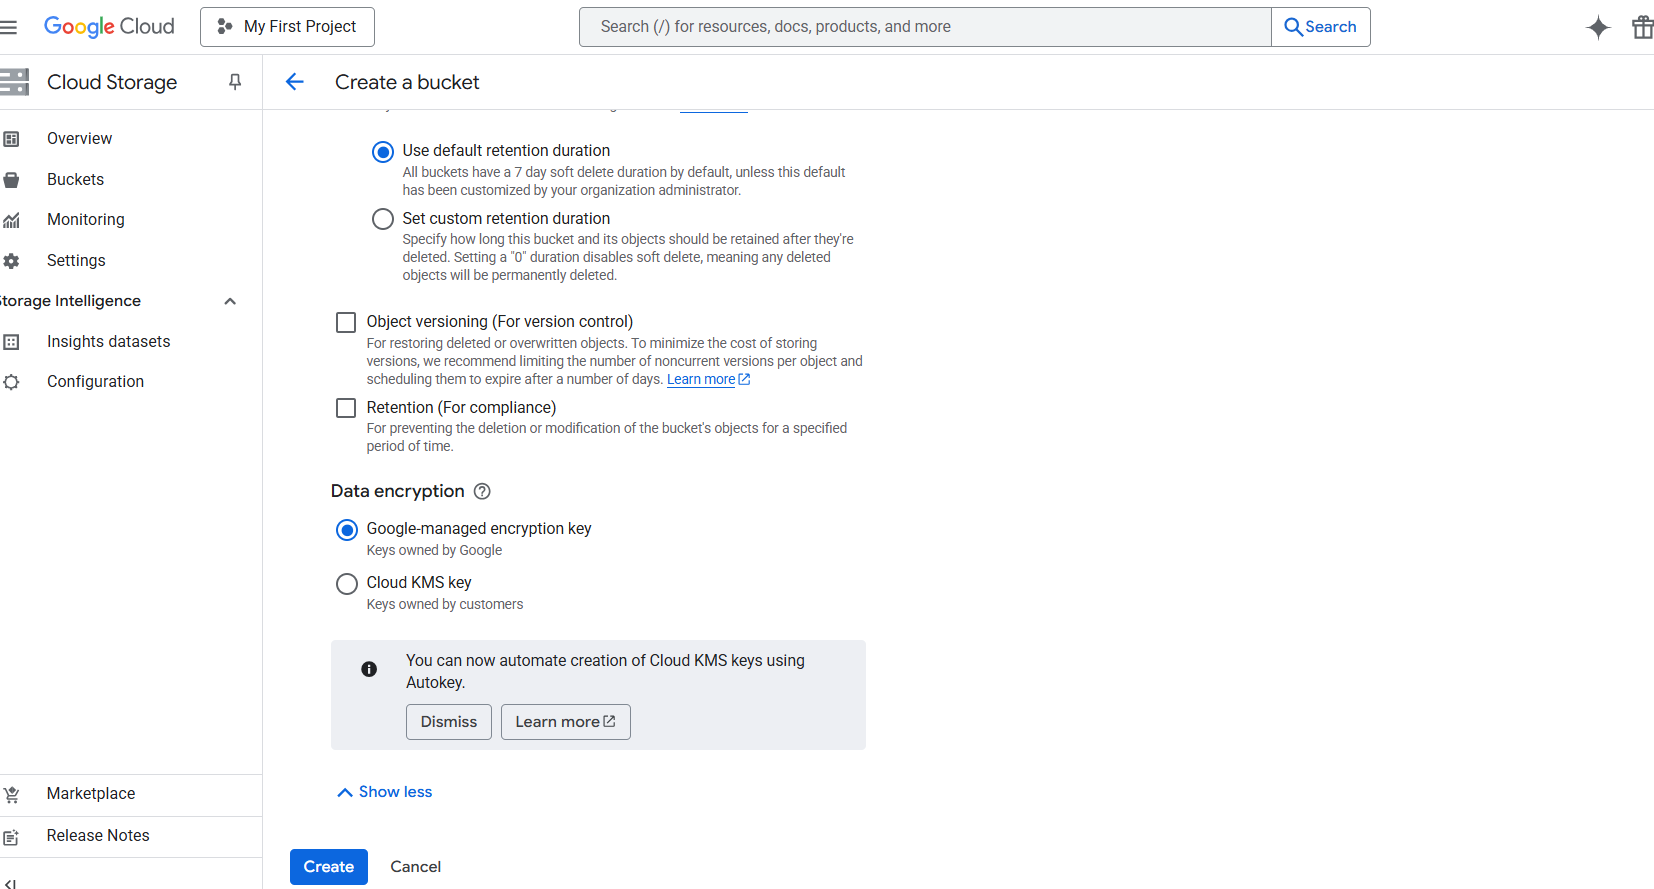 Google Cloud
My First Project
Search (/) for resources, docs, products, and more
Search
Cloud Storage
Create a bucket
Overview
Buckets
Monitoring
Settings
Storage Intelligence
Insights datasets
Configuration
Marketplace
Release Notes
Use default retention duration
All buckets have a 7 day soft delete duration by default, unless this default
has been customized by your organization administrator.
Set custom retention duration
Specify how long this bucket and its objects should be retained after they're
deleted. Setting a "0" duration disables soft delete, meaning any deleted
objects will be permanently deleted.
Object versioning (For version control)
For restoring deleted or overwritten objects. To minimize the cost of storing
versions, we recommend limiting the number of noncurrent versions per object and
scheduling them to expire after a number of days. Learn more
Retention (For compliance)
For preventing the deletion or modification of the bucket's objects for a specified
period of time.
Data encryption
Google-managed encryption key
Keys owned by Google
Cloud KMS key
Keys owned by customers
You can now automate creation of Cloud KMS keys using
Autokey.
Dismiss
Learn more
Show less
Create
Cancel